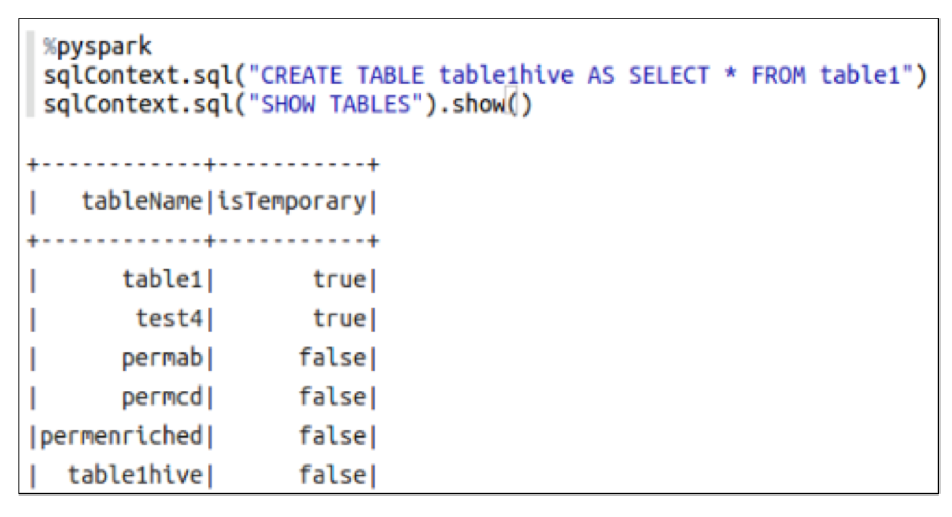 %pyspark
sqlContext.sql("CREATE TABLE table1hive AS SELECT * FROM table1")
sqlContext.sql("SHOW TABLES").show()
+------------+-----------+
|   tableName|isTemporary|
+------------+-----------+
|      table1|       true|
|       test4|       true|
|      permab|      false|
|      permcd|      false|
|permenriched|      false|
|  table1hive|      false|